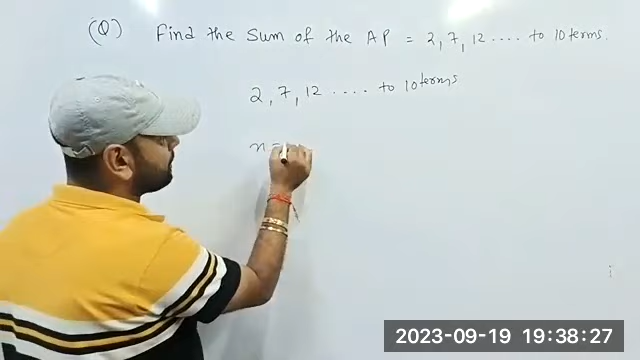 (Q) Find the Sum of the AP = 2, 7, 12 .... to 10 terms.
2, 7, 12 .... to 10 terms
n =
2023-09-19 19:38:27